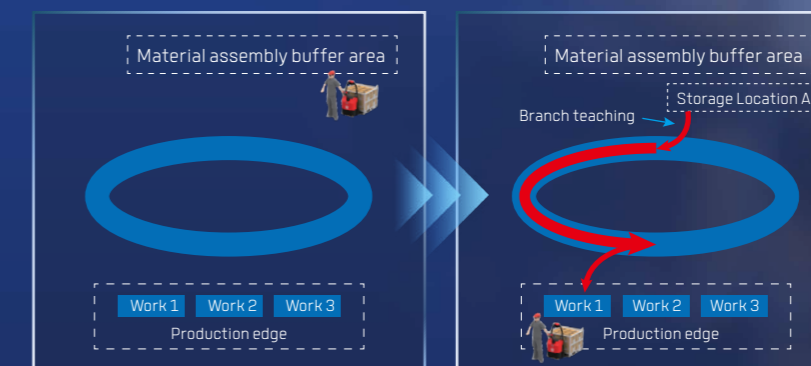 Material assembly buffer area
Work 1 Work 2 Work 3
Production edge
Material assembly buffer area
Storage Location A
Branch teaching
Work 1 Work 2 Work 3
Production edge